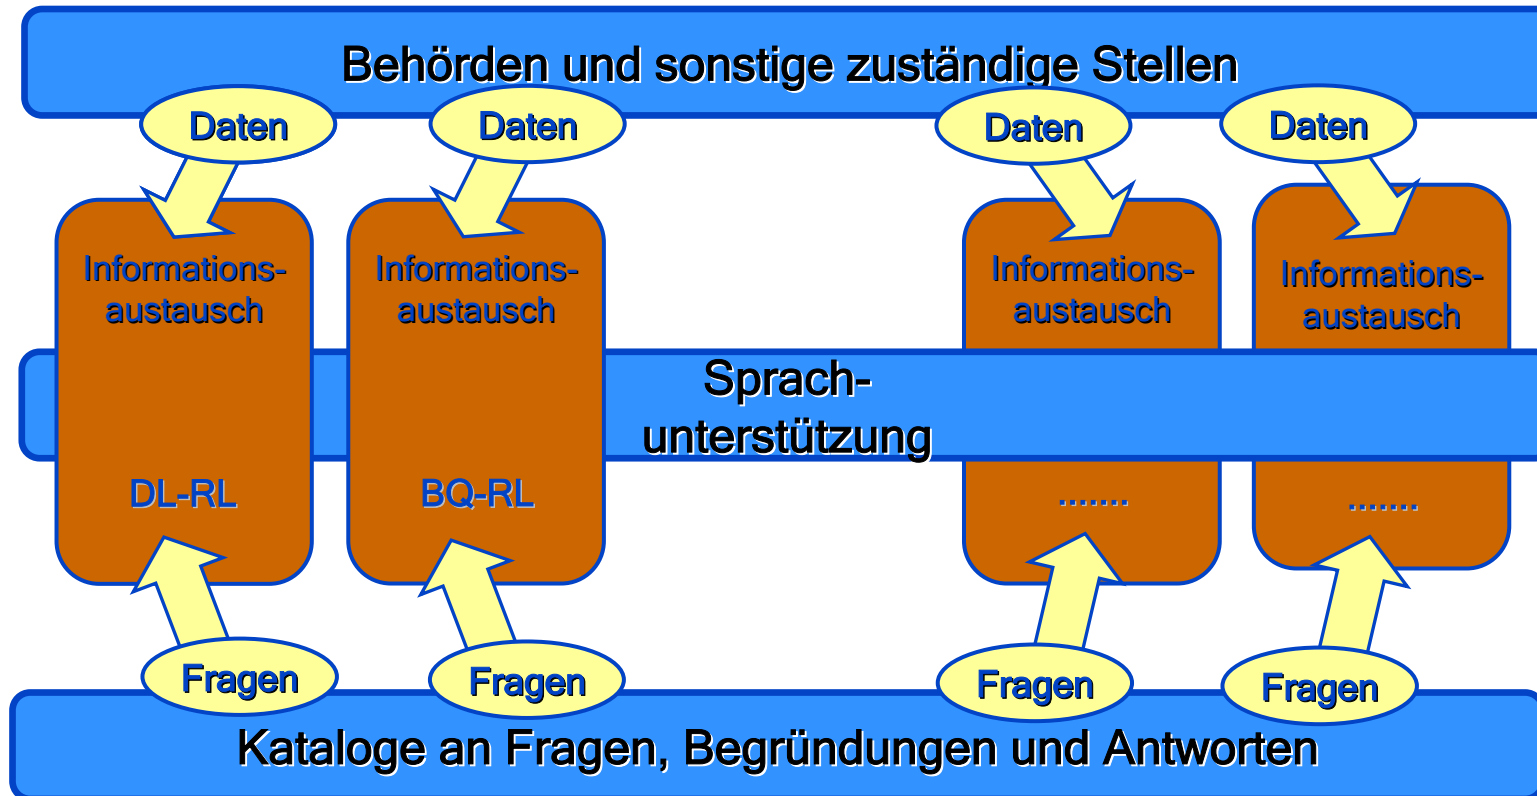 Behörden und sonstige zuständige Stellen
Daten
Daten
Daten
Daten
Informations-
austausch
Informations-
austausch
Informations-
austausch
Informations-
austausch
Sprach-
unterstützung
DL-RL
BQ-RL
.......
.......
Fragen
Fragen
Fragen
Fragen
Kataloge an Fragen, Begründungen und Antworten